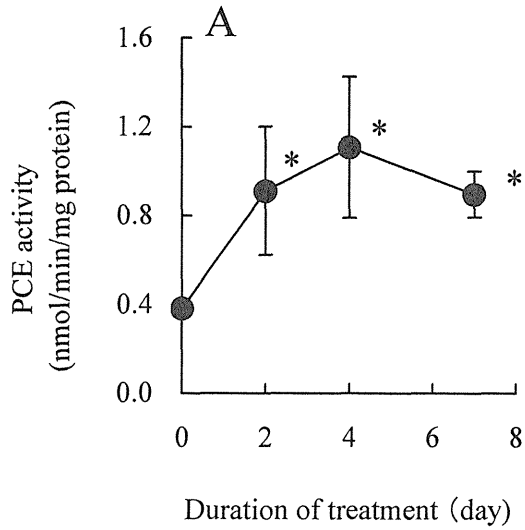 A
1.6
1.2
0.8
0.4
0.0
PCE activity
(nmol/min/mg protein)
*
*
*
0 2 4 6 8
Duration of treatment (day)